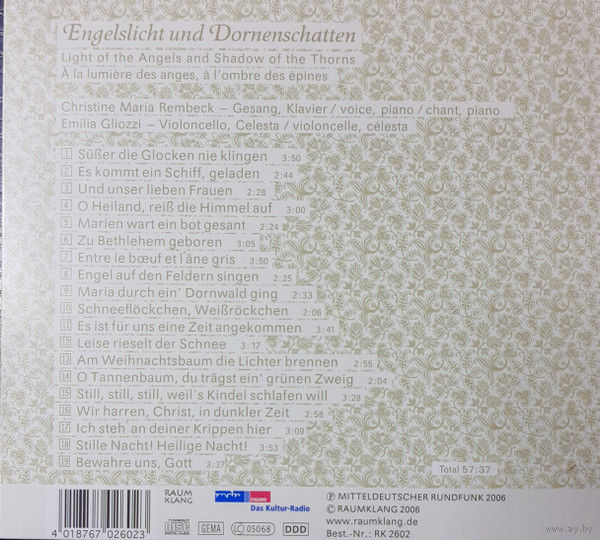 Engelslicht und Dornenschatten
Light of the Angels and Shadow of the Thorns
À la lumière des anges, à l'ombre des épines
Christine Maria Rembeck – Gesang, Klavier / voice, piano / chant, piano
Emilia Gliozzi – Violoncello, Celesta / violoncelle, célesta
1 Süßer die Glocken nie klingen 3:50
2 Es kommt ein Schiff, geladen 2:44
3 Und unser lieben Frauen 2:28
4 O Heiland, reiß die Himmel auf 3:00
5 Marien wart ein bot gesant 2:24
6 Zu Bethlehem geboren 3:05
7 Entre le bœuf et l'âne gris 3:50
8 Engel auf den Feldern singen 2:25
9 Maria durch ein' Dornwald ging 2:33
10 Schneeflöckchen, Weißröckchen 2:06
11 Es ist für uns eine Zeit angekommen 3:41
12 Leise rieselt der Schnee 3:17
13 Am Weihnachtsbaum die Lichter brennen 2:55
14 O Tannenbaum, du trägst ein' grünen Zweig 2:04
15 Still, still, still, weil's Kindel schlafen will 3:28
16 Wir harren, Christ, in dunkler Zeit 2:58
17 Ich steh' an deiner Krippen hier 3:09
18 Stille Nacht! Heilige Nacht! 3:53
19 Bewahre uns, Gott 3:37
Total 57:37
4 018767 026023
RAUM
KLANG
mdr FIGARO
Das Kultur-Radio
COMPACT
disc
DIGITAL AUDIO
GEMA
LC 05068
DDD
Ⓟ MITTELDEUTSCHER RUNDFUNK 2006
© RAUMKLANG 2006
www.raumklang.de
Best.-Nr.: RK 2602
www.ay.by